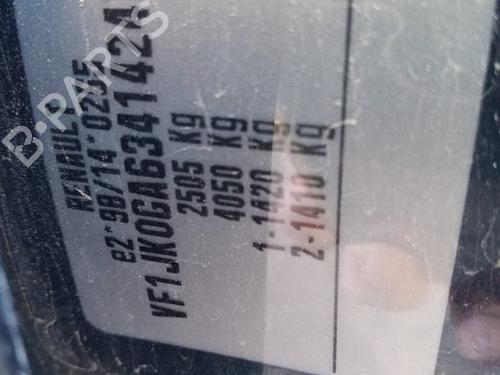 RENAULT
e2*98/14*0205
VF1JK0GA634142
2505 Kg
4050 Kg
1-1420 Kg
2-1410 Kg
B-PARTS